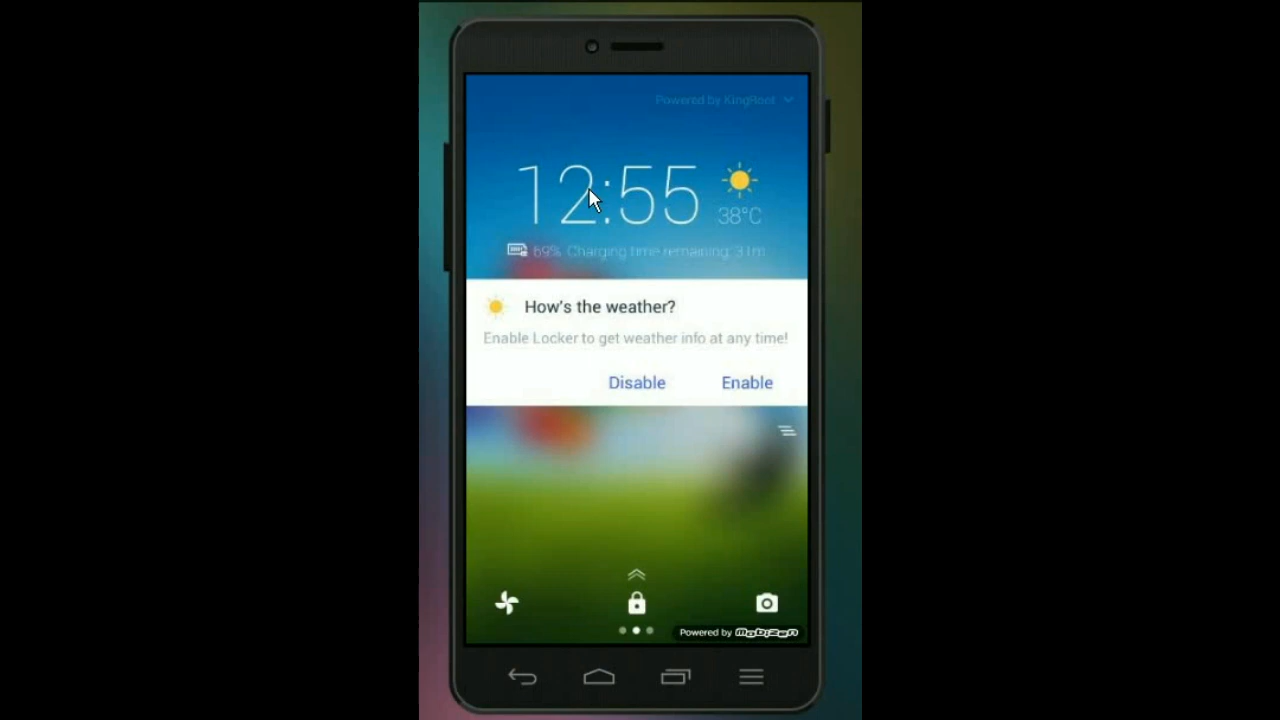 Powered by KingRoot
12:55
38°C
69% Charging time remaining: 31m
How's the weather?
Enable Locker to get weather info at any time!
Disable Enable
Powered by Mobizen